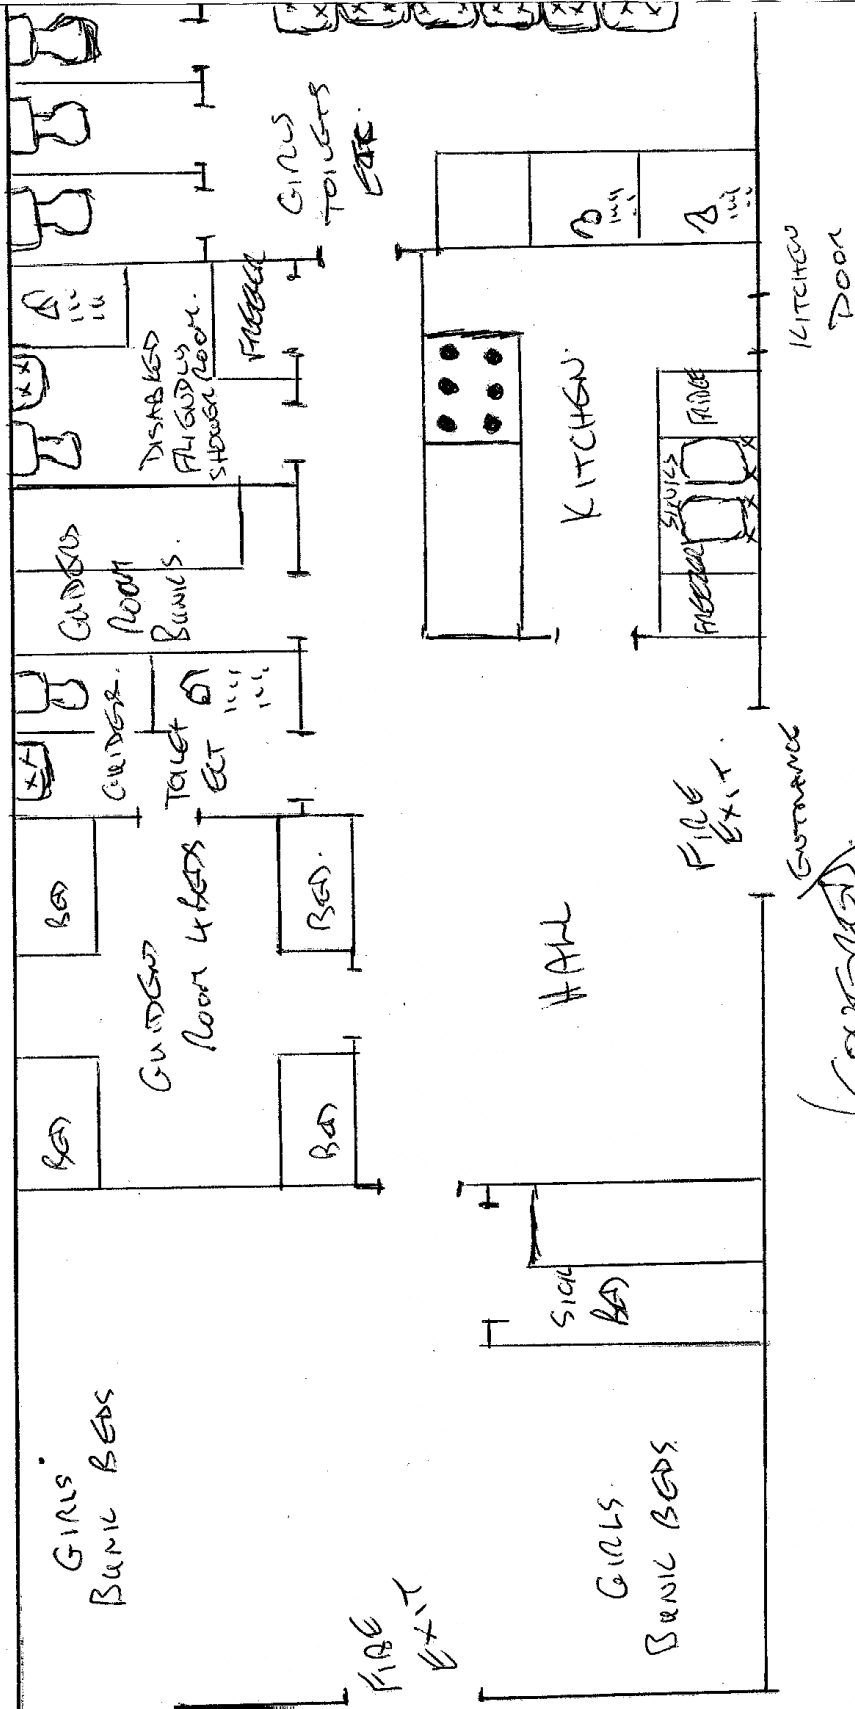 GIRLS
BUNK BEDS
FIRE
EXIT
GIRLS.
BUNK BEDS
SICK
BED
BED
BED
BED
BED.
GUIDERS
ROOM 4 BEDS
HALL
FIRE
EXIT.
ENTRANCE
GUIDERS.
TOILET
ECT
GUIDERS
ROOM
BUNKS.
DISABLED
FRIENDLY
SHOWER ROOM.
FREEZER
KITCHEN.
FREEZER
SINKS
FRIDGE
KITCHEN
DOOR
GIRLS
TOILETS
ETC.